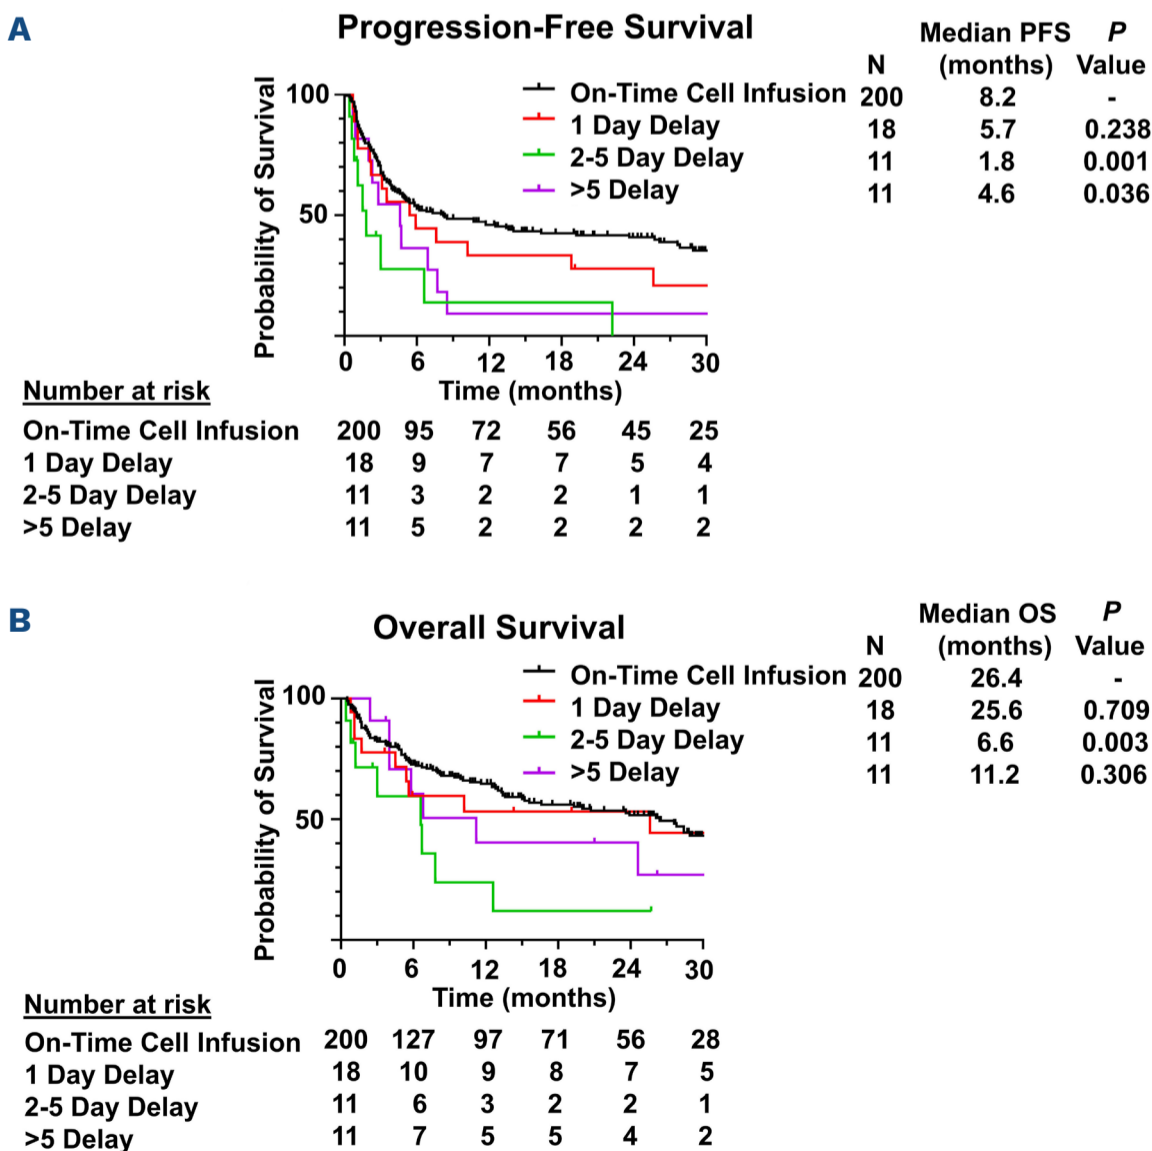 A
Progression-Free Survival
Median PFS P
N (months) Value
On-Time Cell Infusion 200 8.2 -
1 Day Delay 18 5.7 0.238
2-5 Day Delay 11 1.8 0.001
>5 Delay 11 4.6 0.036
Probability of Survival
100
50
0 6 12 18 24 30
Time (months)
Number at risk
On-Time Cell Infusion 200 95 72 56 45 25
1 Day Delay 18 9 7 7 5 4
2-5 Day Delay 11 3 2 2 1 1
>5 Delay 11 5 2 2 2 2
B
Overall Survival
Median OS P
N (months) Value
On-Time Cell Infusion 200 26.4 -
1 Day Delay 18 25.6 0.709
2-5 Day Delay 11 6.6 0.003
>5 Delay 11 11.2 0.306
Probability of Survival
100
50
0 6 12 18 24 30
Time (months)
Number at risk
On-Time Cell Infusion 200 127 97 71 56 28
1 Day Delay 18 10 9 8 7 5
2-5 Day Delay 11 6 3 2 2 1
>5 Delay 11 7 5 5 4 2